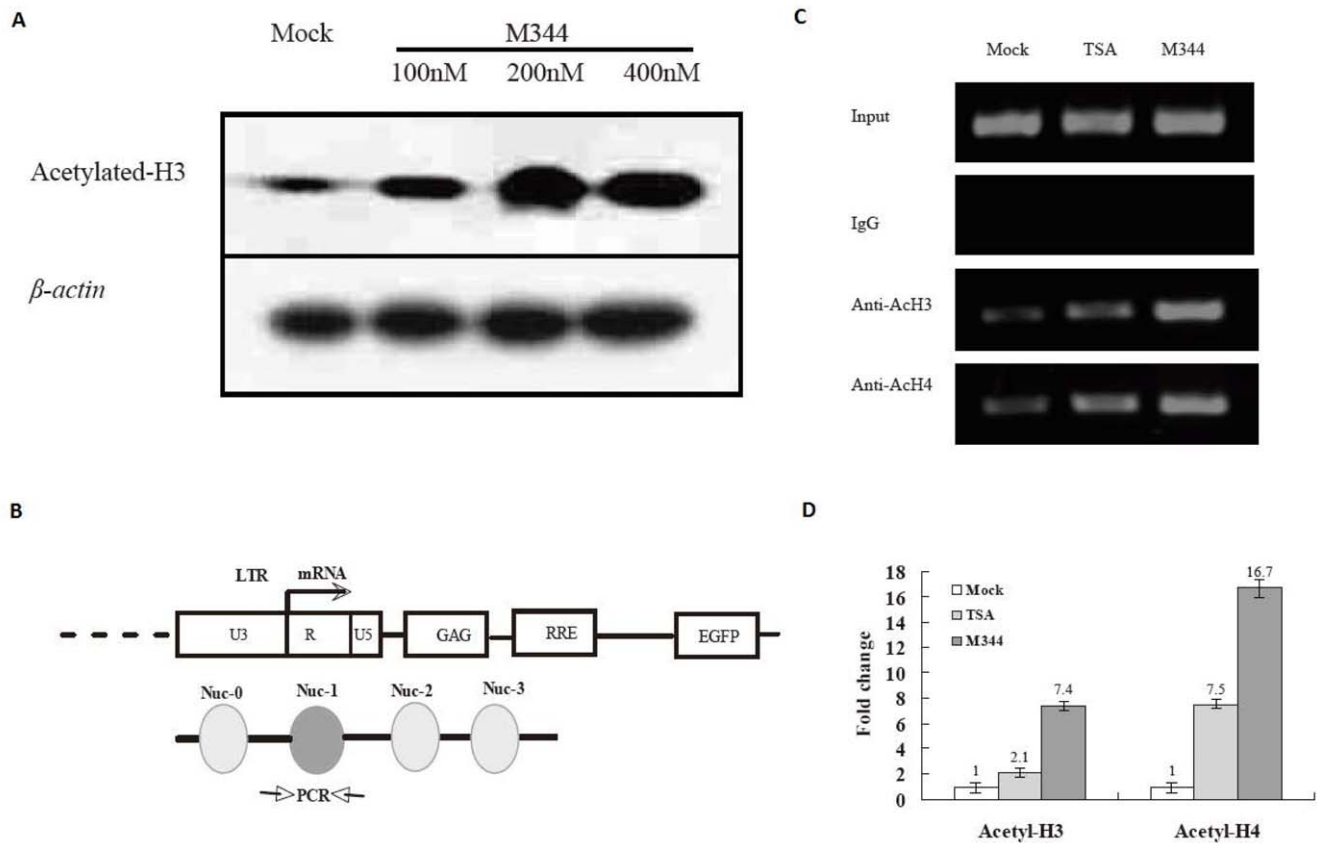 A
Mock
M344
100nM 200nM 400nM
Acetylated-H3
β-actin
B
LTR mRNA
U3 R U5 GAG RRE EGFP
Nuc-0 Nuc-1 Nuc-2 Nuc-3
PCR
C
Mock TSA M344
Input
IgG
Anti-AcH3
Anti-AcH4
D
Fold change
18
16
14
12
10
8
6
4
2
0
Mock
TSA
M344
1
2.1
7.4
1
7.5
16.7
Acetyl-H3 Acetyl-H4